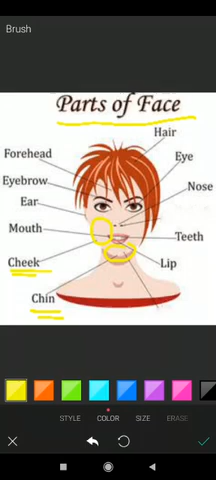 Brush
Parts of Face
Hair
Forehead
Eye
Eyebrow
Nose
Ear
Mouth
Teeth
Cheek
Lip
Chin
STYLE COLOR SIZE ERASE